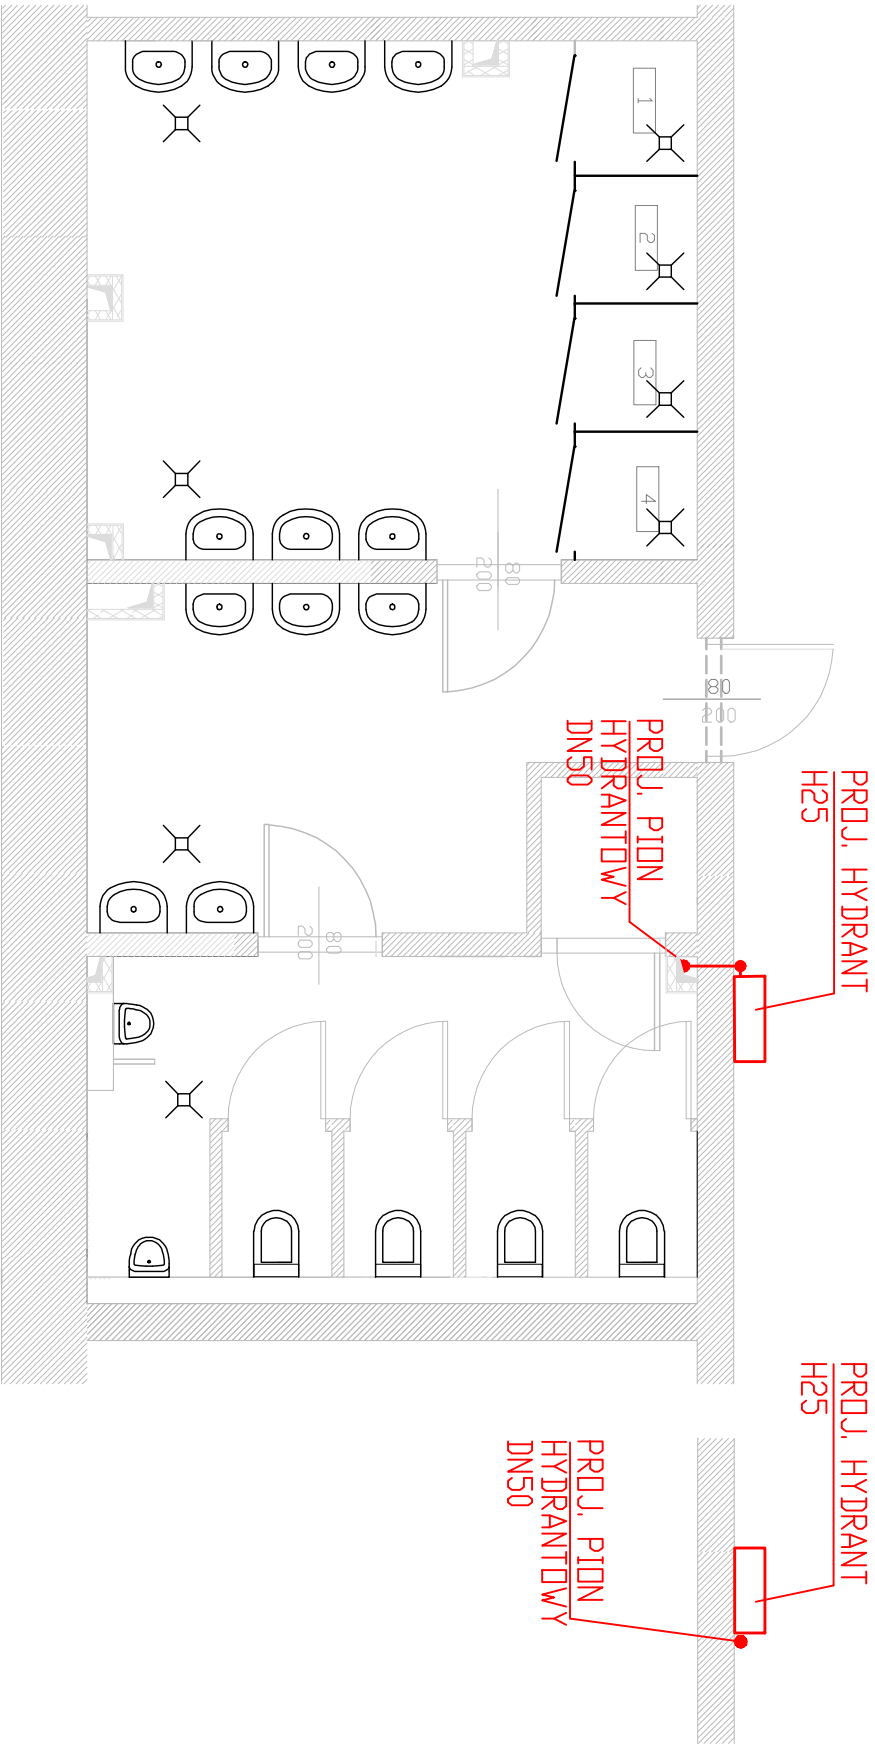 1
2
3
4
80
200
80
200
PROJ. PION
HYDRANTOWY
DN50
PROJ. HYDRANT
H25
80
200
PROJ. HYDRANT
H25
PROJ. PION
HYDRANTOWY
DN50